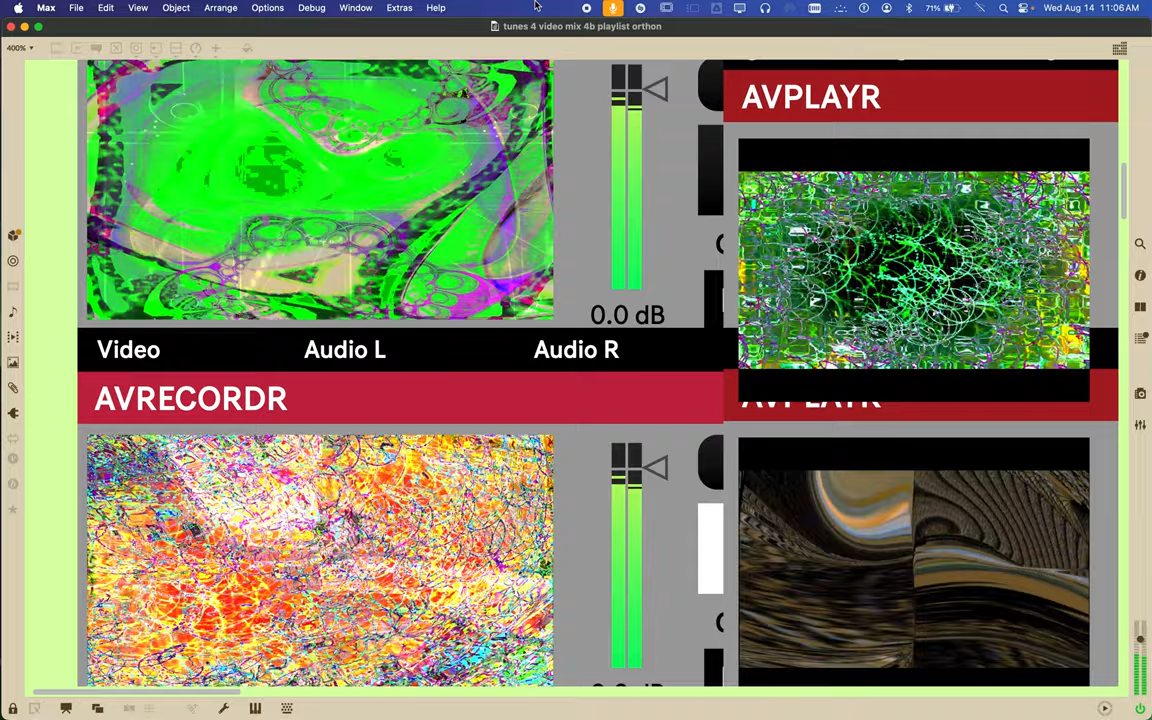 Max File Edit View Object Arrange Options Debug Window Extras Help 71% Wed Aug 14 11:06 AM
tunes 4 video mix 4b playlist orthon
400%
AVPLAYR
0.0 dB
Video Audio L Audio R
AVRECORDR
AVPLAYR